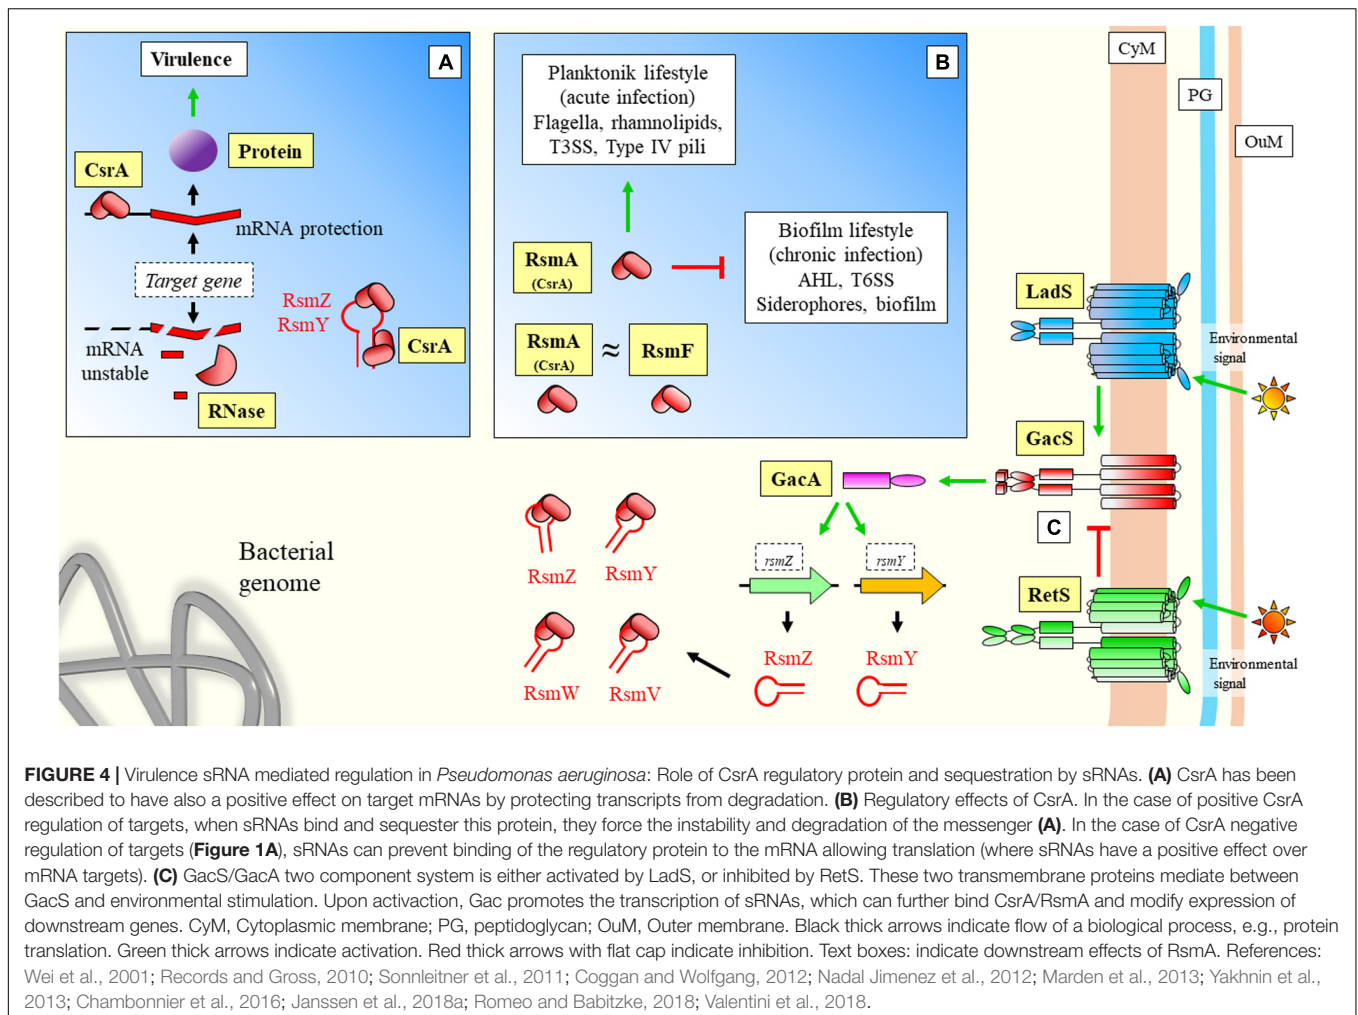 Virulence
A
Protein
CsrA
mRNA protection
Target gene
RsmZ
RsmY
CsrA
mRNA
unstable
RNase
B
Planktonik lifestyle
(acute infection)
Flagella, rhamnolipids,
T3SS, Type IV pili
Biofilm lifestyle
(chronic infection)
AHL, T6SS
Siderophores, biofilm
RsmA
(CsrA)
RsmA
(CsrA)
≈
RsmF
CyM
PG
OuM
LadS
Environmental
signal
GacS
GacA
C
rsmZ
rsmY
RetS
RsmZ
RsmY
Environmental
signal
RsmZ
RsmY
RsmW
RsmV
Bacterial
genome
FIGURE 4 | Virulence sRNA mediated regulation in Pseudomonas aeruginosa: Role of CsrA regulatory protein and sequestration by sRNAs. (A) CsrA has been
described to have also a positive effect on target mRNAs by protecting transcripts from degradation. (B) Regulatory effects of CsrA. In the case of positive CsrA
regulation of targets, when sRNAs bind and sequester this protein, they force the instability and degradation of the messenger (A). In the case of CsrA negative
regulation of targets (Figure 1A), sRNAs can prevent binding of the regulatory protein to the mRNA allowing translation (where sRNAs have a positive effect over
mRNA targets). (C) GacS/GacA two component system is either activated by LadS, or inhibited by RetS. These two transmembrane proteins mediate between
GacS and environmental stimulation. Upon activaction, Gac promotes the transcription of sRNAs, which can further bind CsrA/RsmA and modify expression of
downstream genes. CyM, Cytoplasmic membrane; PG, peptidoglycan; OuM, Outer membrane. Black thick arrows indicate flow of a biological process, e.g., protein
translation. Green thick arrows indicate activation. Red thick arrows with flat cap indicate inhibition. Text boxes: indicate downstream effects of RsmA. References:
Wei et al., 2001; Records and Gross, 2010; Sonnleitner et al., 2011; Coggan and Wolfgang, 2012; Nadal Jimenez et al., 2012; Marden et al., 2013; Yakhnin et al.,
2013; Chambonnier et al., 2016; Janssen et al., 2018a; Romeo and Babitzke, 2018; Valentini et al., 2018.